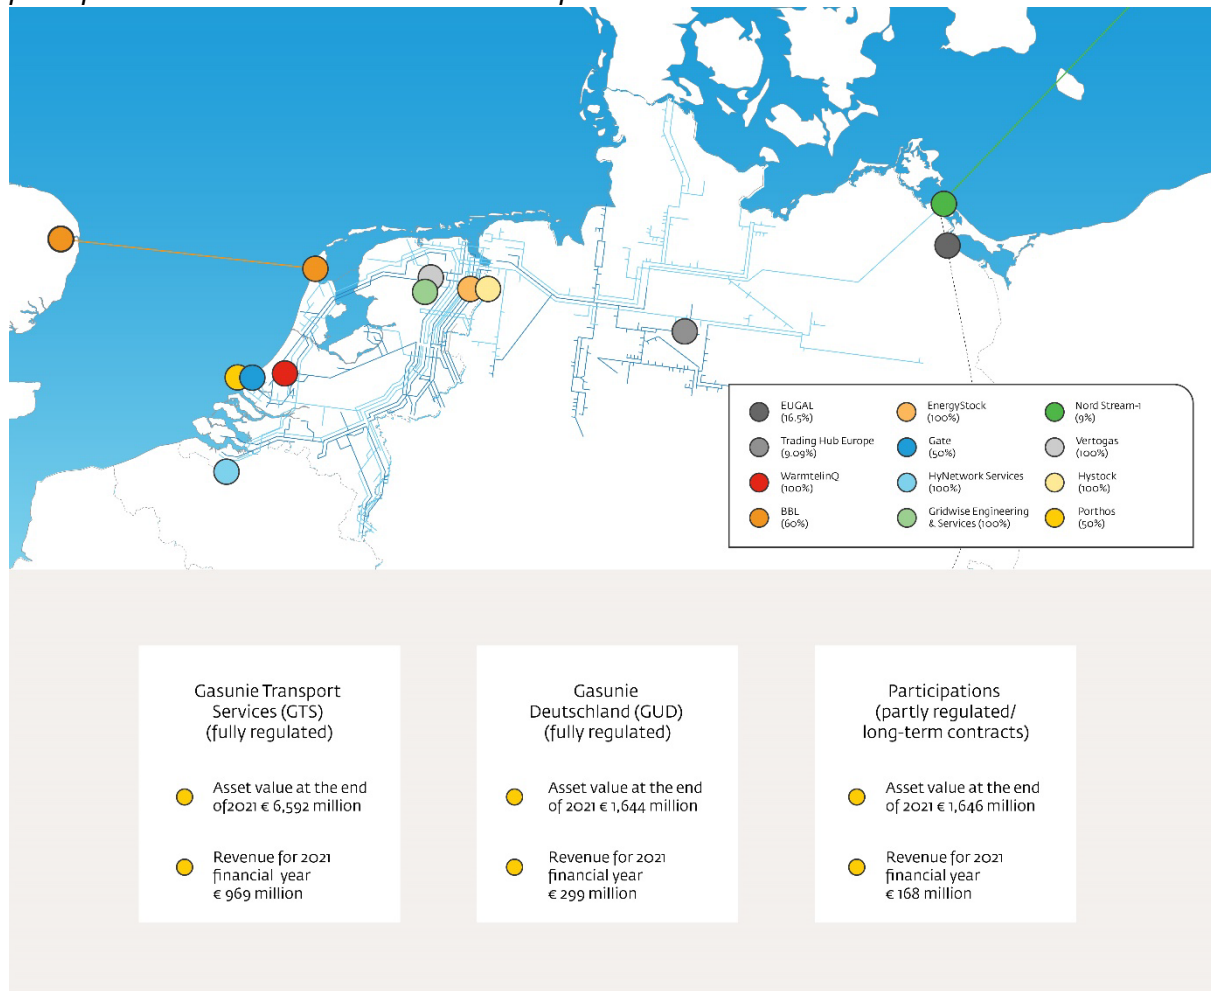 EUGAL
(16.5%)
EnergyStock
(100%)
Nord Stream-1
(9%)
Trading Hub Europe
(9.09%)
Gate
(50%)
Vertogas
(100%)
WarmtelinQ
(100%)
HyNetwork Services
(100%)
Hystock
(100%)
BBL
(60%)
Gridwise Engineering
& Services (100%)
Porthos
(50%)
Gasunie Transport
Services (GTS)
(fully regulated)
Asset value at the end
of2021 € 6,592 million
Revenue for 2021
financial year
€ 969 million
Gasunie
Deutschland (GUD)
(fully regulated)
Asset value at the end
of 2021 € 1,644 million
Revenue for 2021
financial year
€ 299 million
Participations
(partly regulated/
long-term contracts)
Asset value at the end
of 2021 € 1,646 million
Revenue for 2021
financial year
€ 168 million